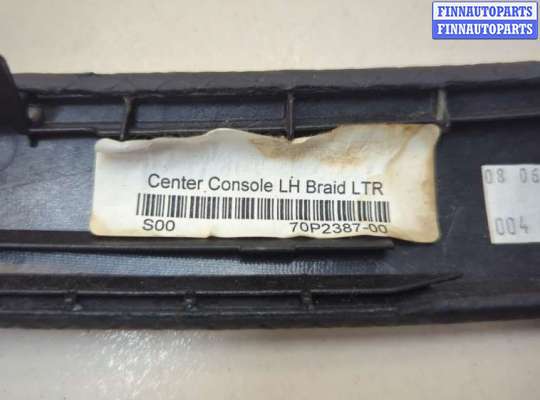 FINNAUTOPARTS
FINNAUTOPARTS
Center Console LH Braid LTR
S00
70P2387-00
08 06
004